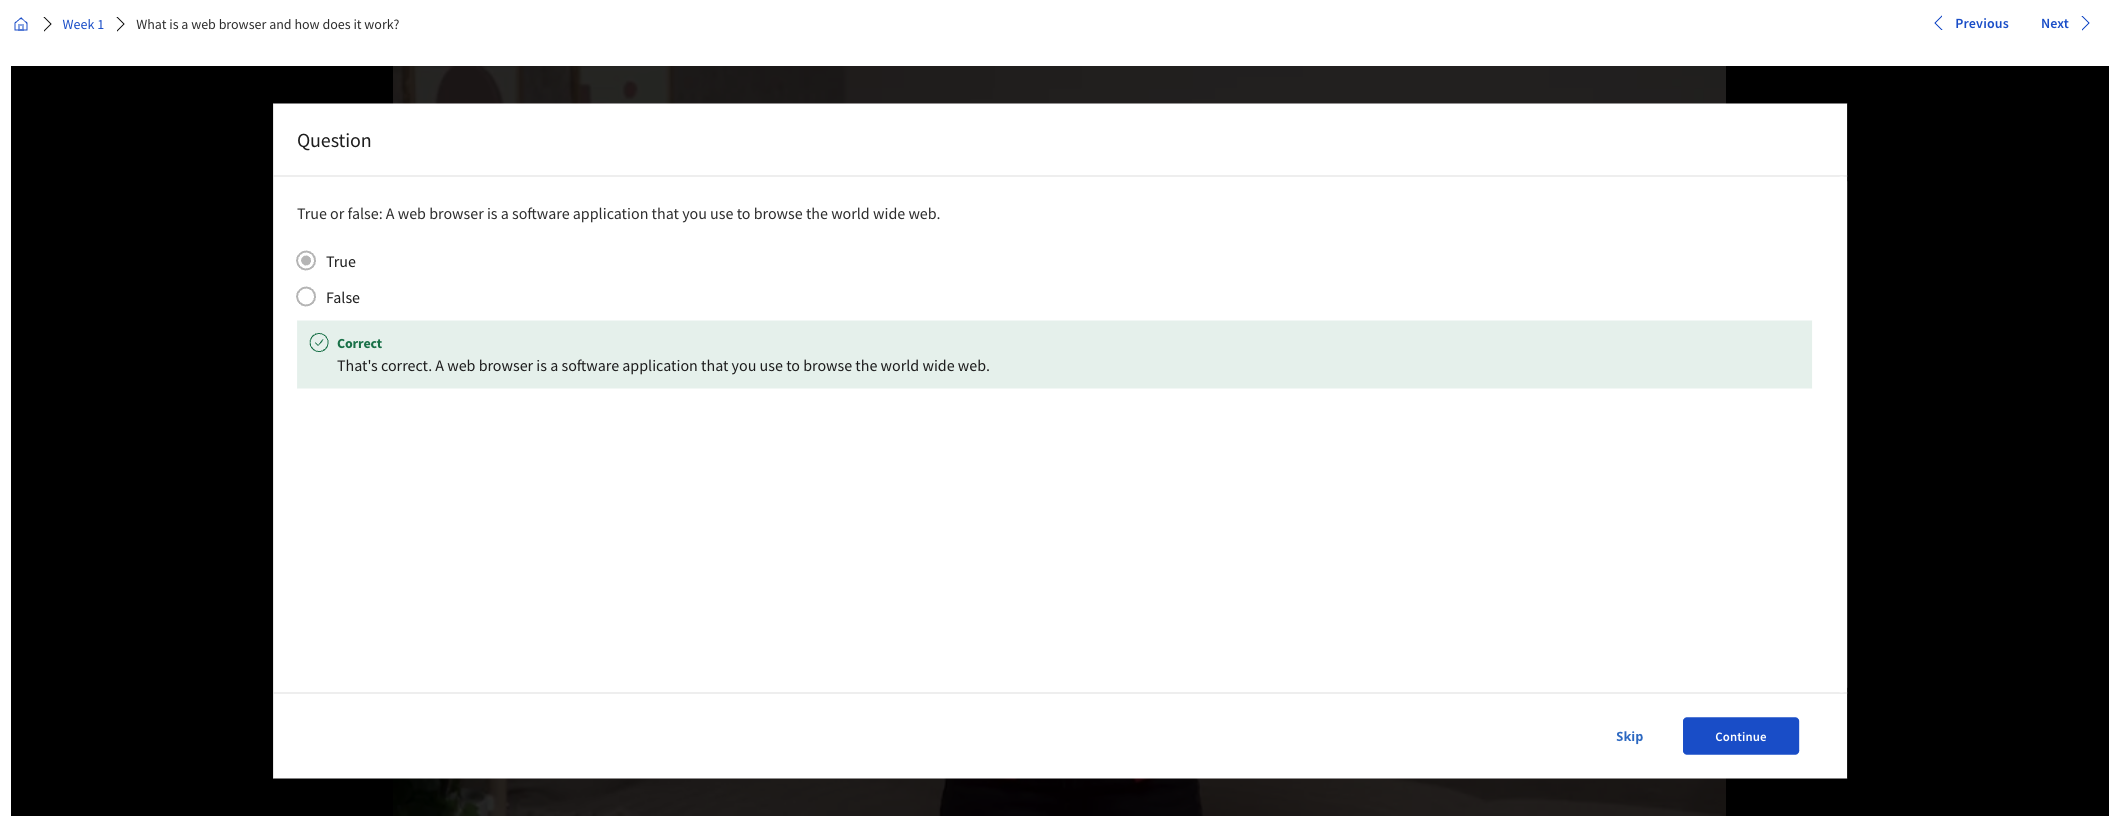 Week 1 What is a web browser and how does it work? Previous Next
Question
True or false: A web browser is a software application that you use to browse the world wide web.
True
False
Correct
That's correct. A web browser is a software application that you use to browse the world wide web.
Skip Continue